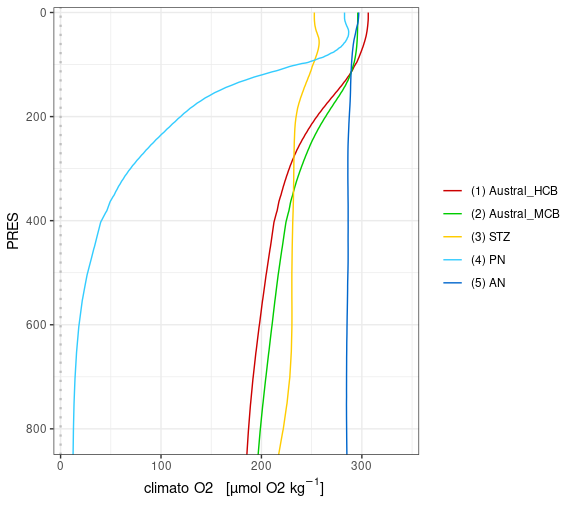 0
200
400
600
800
PRES
0
100
200
300
climato O2 [µmol O2 kg⁻¹]
(1) Austral_HCB
(2) Austral_MCB
(3) STZ
(4) PN
(5) AN